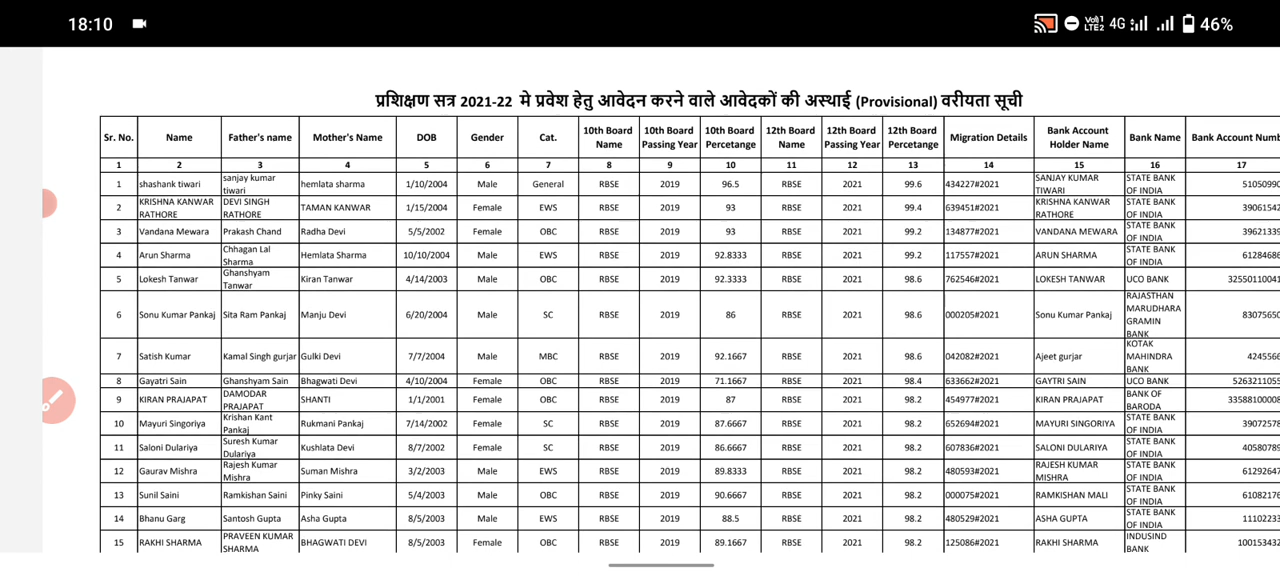 18:10 Vo1 LTE2 4G 46%
प्रशिक्षण सत्र 2021-22 मे प्रवेश हेतु आवेदन करने वाले आवेदकों की अस्थाई (Provisional) वरीयता सूची
Sr. No. Name Father's name Mother's Name DOB Gender Cat. 10th Board Name 10th Board Passing Year 10th Board Percetange 12th Board Name 12th Board Passing Year 12th Board Percetange Migration Details Bank Account Holder Name Bank Name Bank Account Numb
1 2 3 4 5 6 7 8 9 10 11 12 13 14 15 16 17
1 shashank tiwari sanjay kumar tiwari hemlata sharma 1/10/2004 Male General RBSE 2019 96.5 RBSE 2021 99.6 434227#2021 SANJAY KUMAR TIWARI STATE BANK OF INDIA 5105099
2 KRISHNA KANWAR RATHORE DEVI SINGH RATHORE TAMAN KANWAR 1/15/2004 Female EWS RBSE 2019 93 RBSE 2021 99.4 639451#2021 KRISHNA KANWAR RATHORE STATE BANK OF INDIA 39061542
3 Vandana Mewara Prakash Chand Radha Devi 5/5/2002 Female OBC RBSE 2019 93 RBSE 2021 99.2 134877#2021 VANDANA MEWARA STATE BANK OF INDIA 3962133
4 Arun Sharma Chhagan Lal Sharma Hemlata Sharma 10/10/2004 Male EWS RBSE 2019 92.8333 RBSE 2021 99.2 117557#2021 ARUN SHARMA STATE BANK OF INDIA 6128468
5 Lokesh Tanwar Ghanshyam Tanwar Kiran Tanwar 4/14/2003 Male OBC RBSE 2019 92.3333 RBSE 2021 98.6 762546#2021 LOKESH TANWAR UCO BANK 32550110041
6 Sonu Kumar Pankaj Sita Ram Pankaj Manju Devi 6/20/2004 Male SC RBSE 2019 86 RBSE 2021 98.6 000205#2021 Sonu Kumar Pankaj RAJASTHAN MARUDHARA GRAMIN BANK 8307565
7 Satish Kumar Kamal Singh gurjar Gulki Devi 7/7/2004 Male MBC RBSE 2019 92.1667 RBSE 2021 98.6 042082#2021 Ajeet gurjar KOTAK MAHINDRA BANK 424556
8 Gayatri Sain Ghanshyam Sain Bhagwati Devi 4/10/2004 Female OBC RBSE 2019 71.1667 RBSE 2021 98.4 633662#2021 GAYTRI SAIN UCO BANK 5263211055
9 KIRAN PRAJAPAT DAMODAR PRAJAPAT SHANTI 1/1/2001 Female OBC RBSE 2019 87 RBSE 2021 98.2 454977#2021 KIRAN PRAJAPAT BANK OF BARODA 33588100008
10 Mayuri Singoriya Krishan Kant Pankaj Rukmani Pankaj 7/14/2002 Female SC RBSE 2019 87.6667 RBSE 2021 98.2 652694#2021 MAYURI SINGORIYA STATE BANK OF INDIA 39072578
11 Saloni Dulariya Suresh Kumar Dulariya Kushlata Devi 8/7/2002 Female SC RBSE 2019 86.6667 RBSE 2021 98.2 607836#2021 SALONI DULARIYA STATE BANK OF INDIA 40580789
12 Gaurav Mishra Rajesh Kumar Mishra Suman Mishra 3/2/2003 Male EWS RBSE 2019 89.8333 RBSE 2021 98.2 480593#2021 RAJESH KUMAR MISHRA STATE BANK OF INDIA 61292647
13 Sunil Saini Ramkishan Saini Pinky Saini 5/4/2003 Male OBC RBSE 2019 90.6667 RBSE 2021 98.2 000075#2021 RAMKISHAN MALI STATE BANK OF INDIA 61082176
14 Bhanu Garg Santosh Gupta Asha Gupta 8/5/2003 Male EWS RBSE 2019 88.5 RBSE 2021 98.2 480529#2021 ASHA GUPTA STATE BANK OF INDIA 11102233
15 RAKHI SHARMA PRAVEEN KUMAR SHARMA BHAGWATI DEVI 8/5/2003 Female OBC RBSE 2019 89.1667 RBSE 2021 98.2 125086#2021 RAKHI SHARMA INDUSIND BANK 10015343